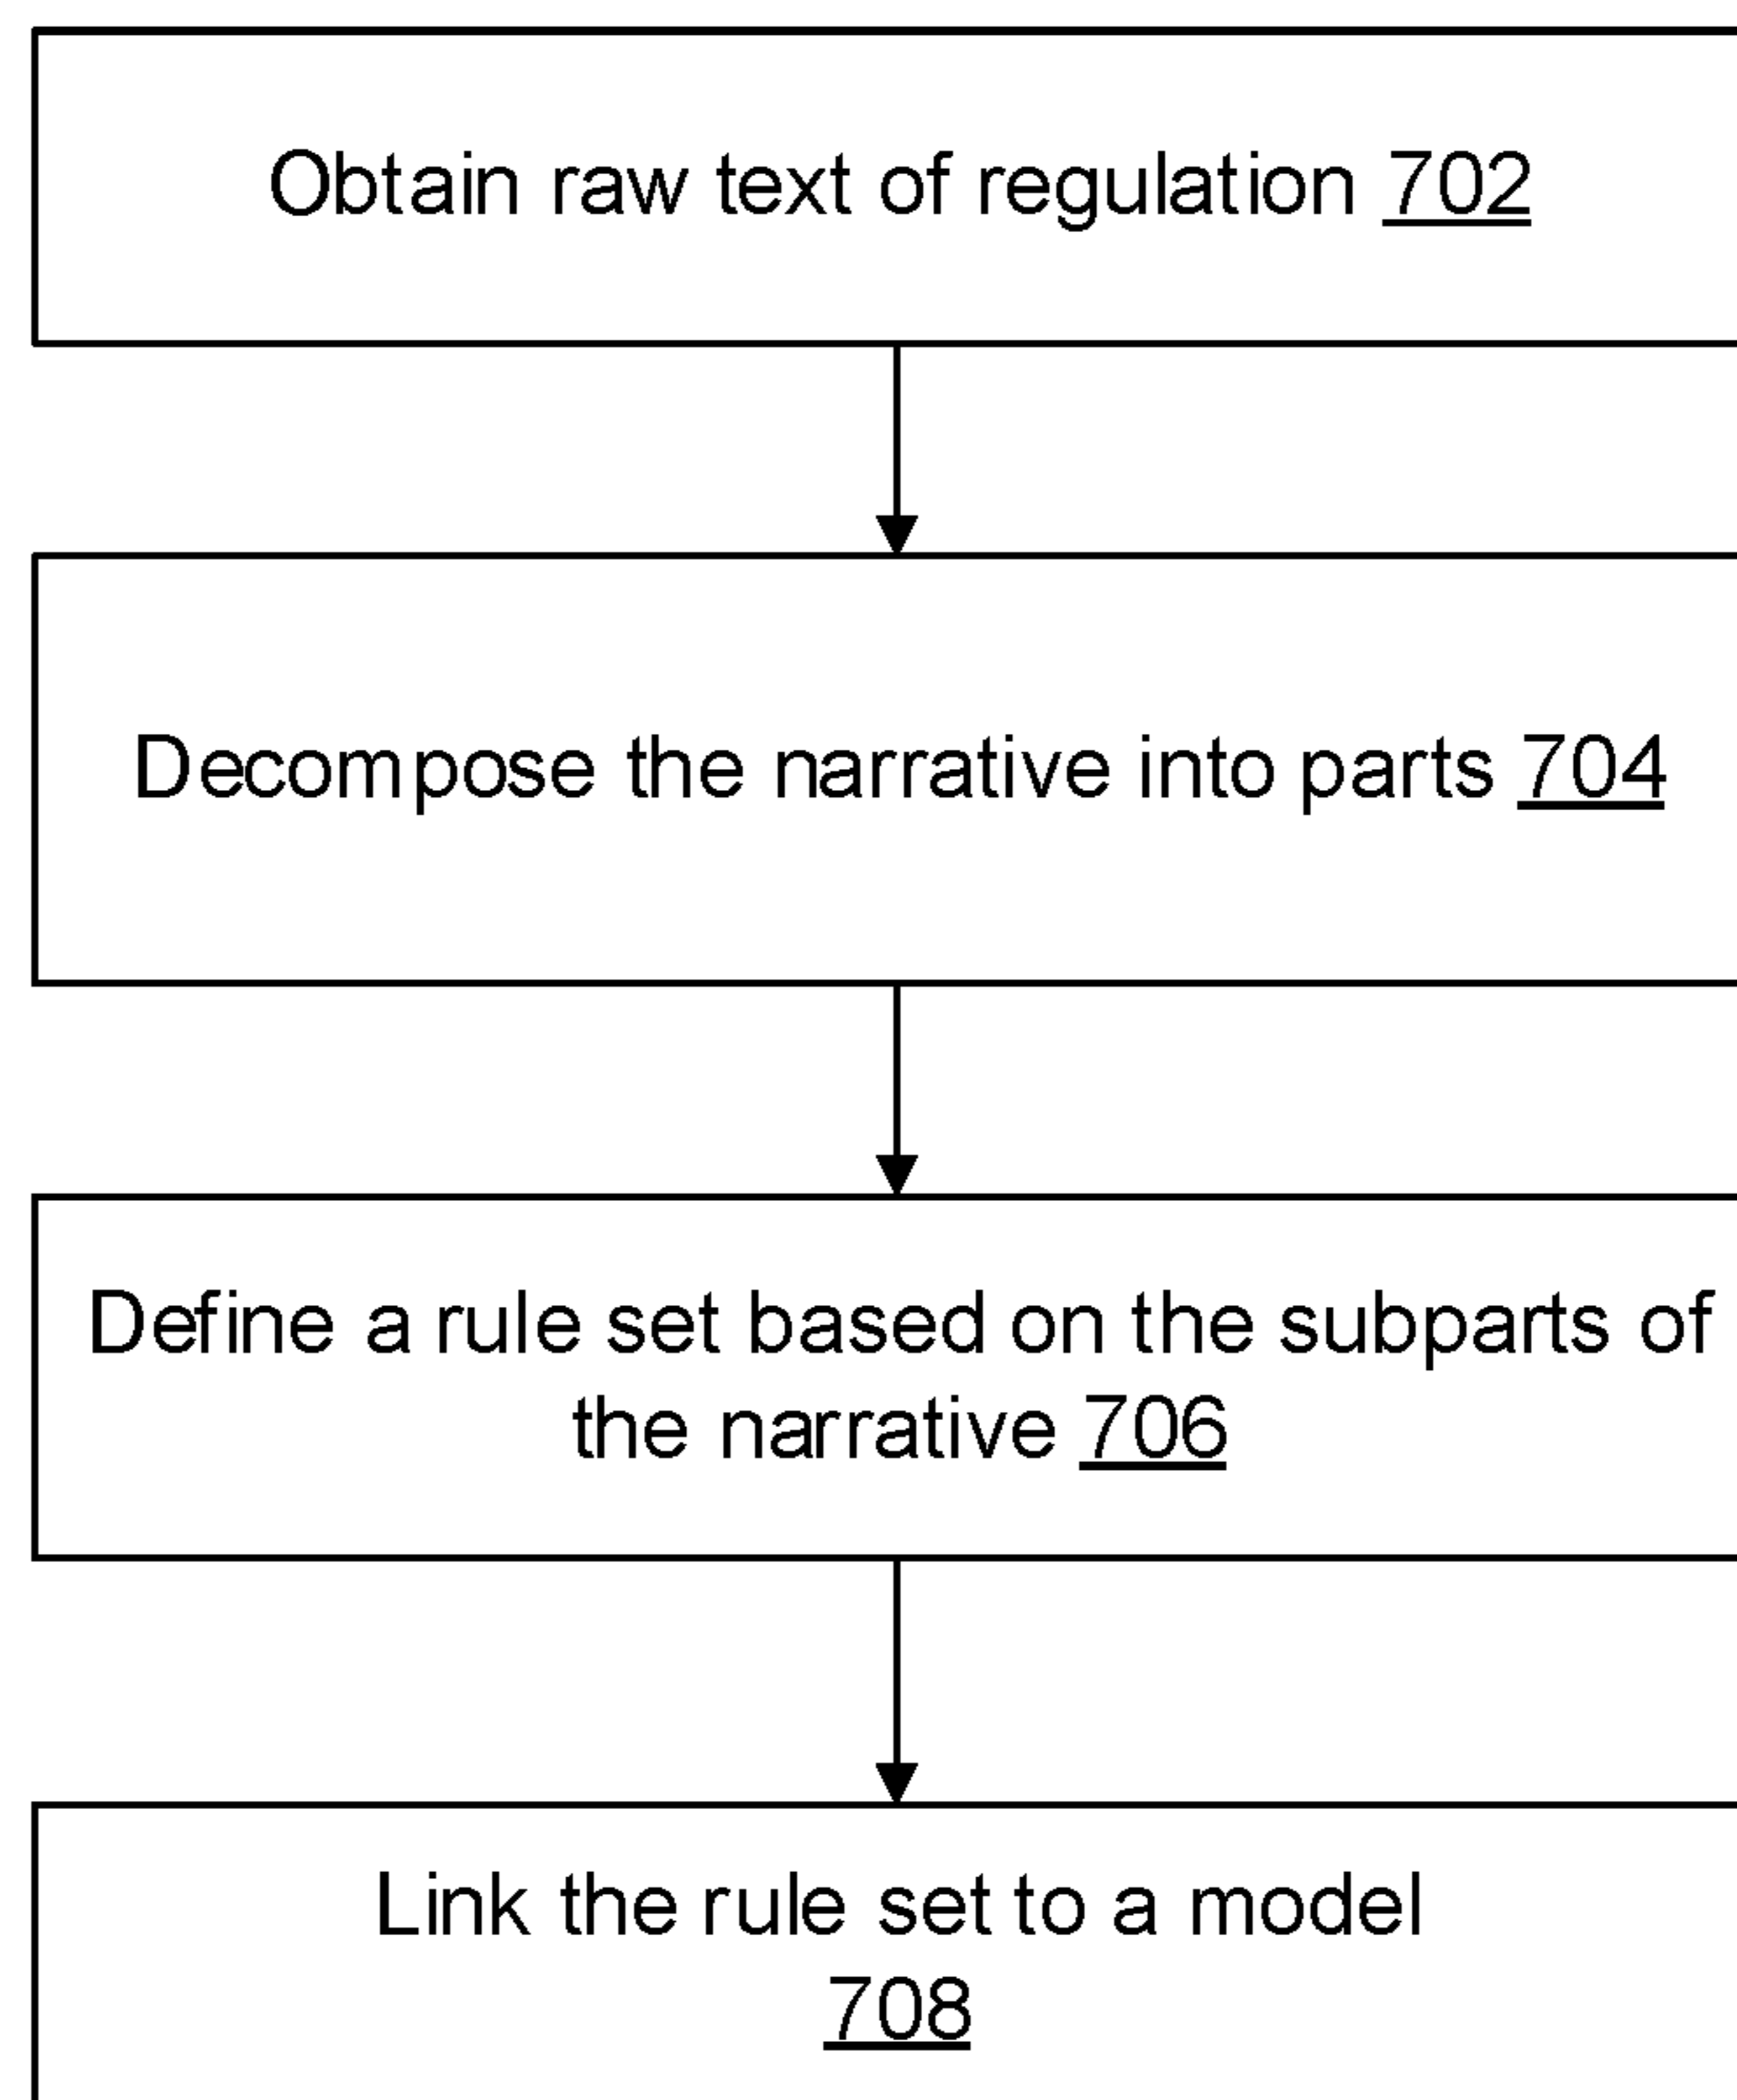 Obtain raw text of regulation 702
Decompose the narrative into parts 704
Define a rule set based on the subparts of
the narrative 706
Link the rule set to a model
708